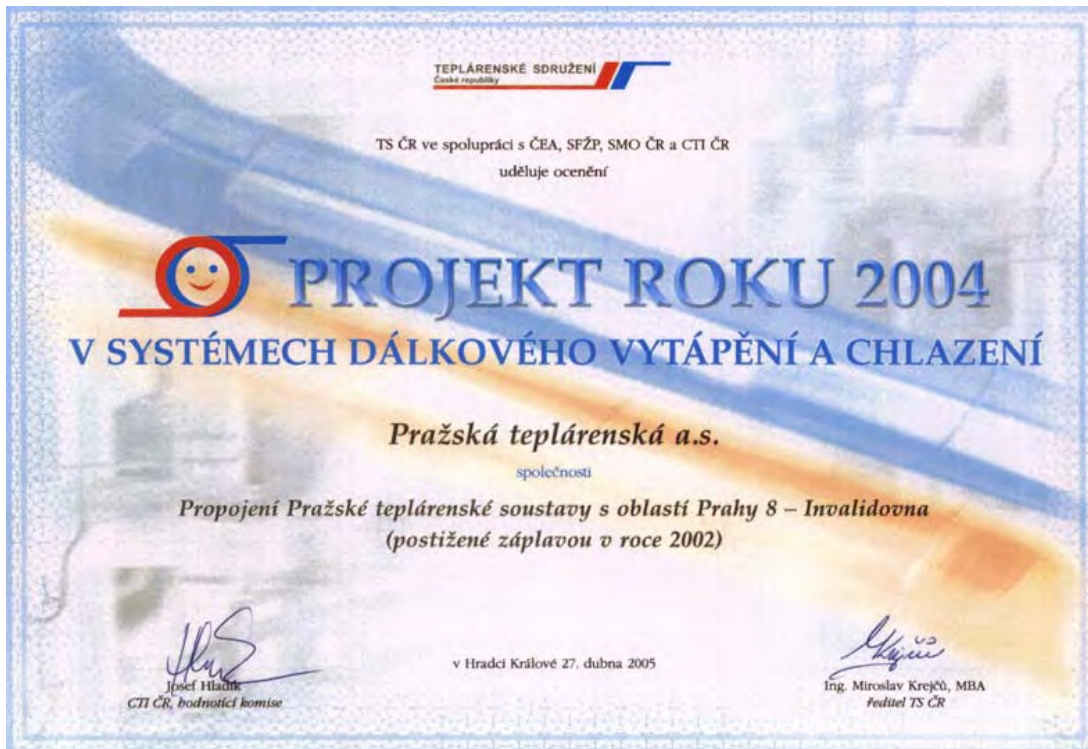 TEPLÁRENSKÉ SDRUŽENÍ
České republiky
TS ČR ve spolupráci s ČEA, SFŽP, SMO ČR a CTI ČR
uděluje ocenění
PROJEKT ROKU 2004
V SYSTÉMECH DÁLKOVÉHO VYTÁPĚNÍ A CHLAZENÍ
Pražská teplárenská a.s.
společnosti
Propojení Pražské teplárenské soustavy s oblastí Prahy 8 – Invalidovna
(postižené záplavou v roce 2002)
v Hradci Králové 27. dubna 2005
Josef Hladík
CTI ČR, hodnotící komise
Ing. Miroslav Krejčů, MBA
ředitel TS ČR